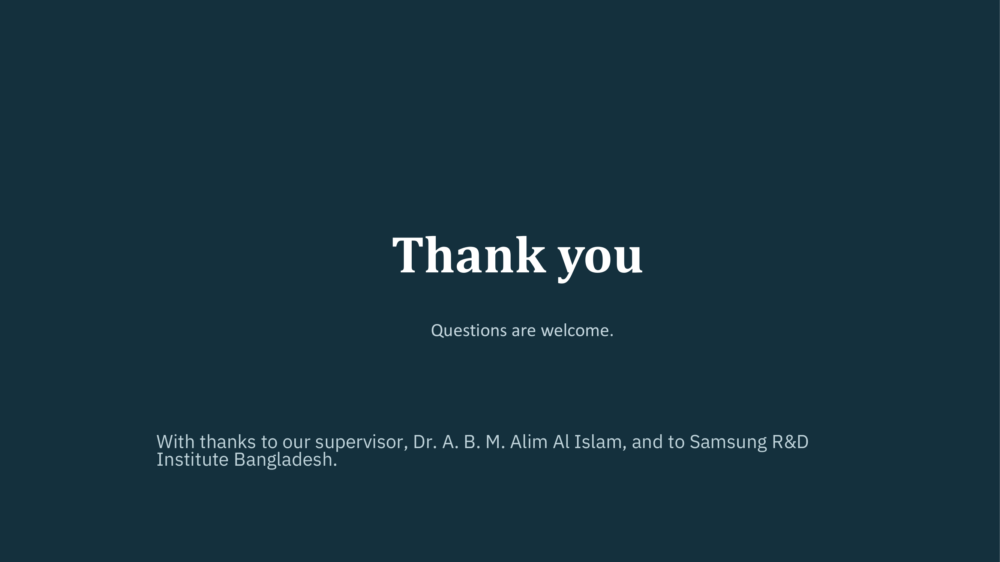 Thank you
Questions are welcome.
With thanks to our supervisor, Dr. A. B. M. Alim Al Islam, and to Samsung R&D
Institute Bangladesh.